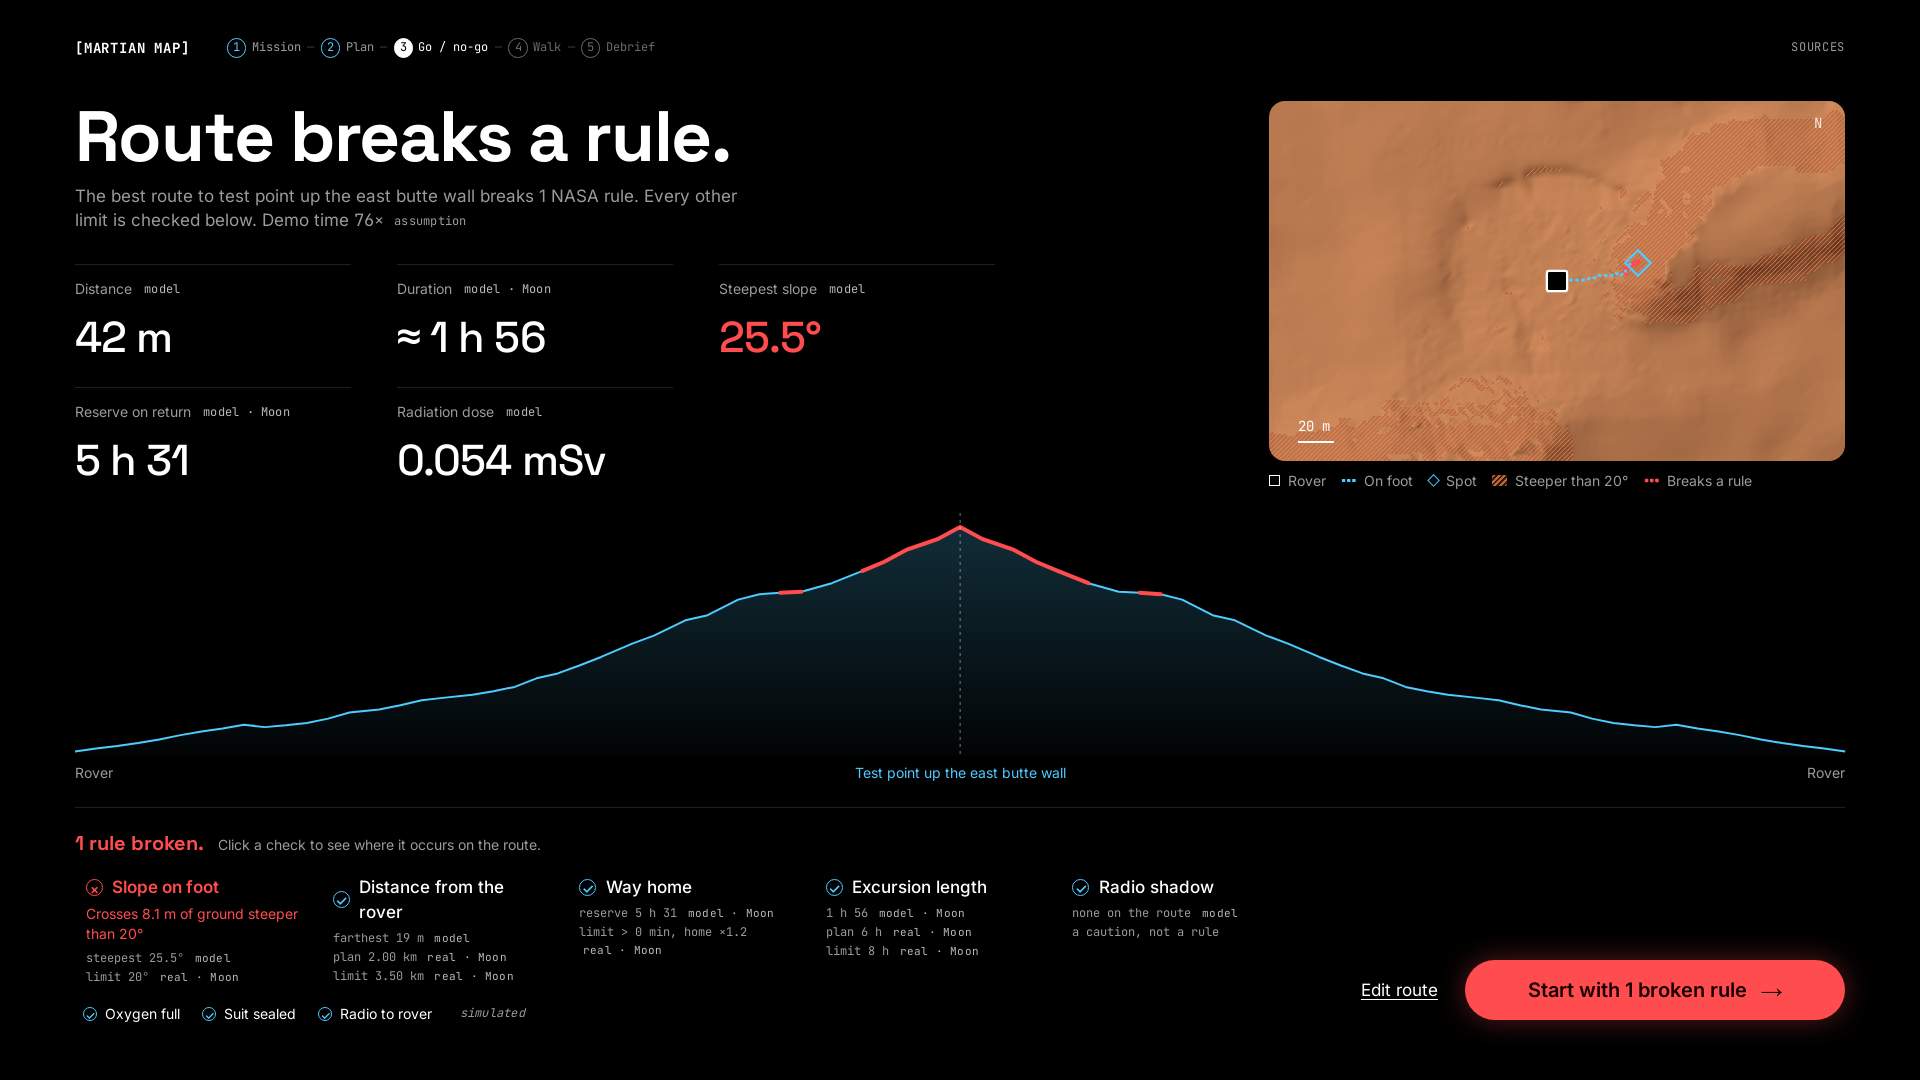 [MARTIAN MAP] 1 Mission — 2 Plan — 3 Go / no-go — 4 Walk — 5 Debrief SOURCES
Route breaks a rule.
The best route to test point up the east butte wall breaks 1 NASA rule. Every other
limit is checked below. Demo time 76× assumption
Distance model
42 m
Duration model · Moon
≈ 1 h 56
Steepest slope model
25.5°
Reserve on return model · Moon
5 h 31
Radiation dose model
0.054 mSv
N
20 m
Rover On foot Spot Steeper than 20° Breaks a rule
Rover Test point up the east butte wall Rover
1 rule broken. Click a check to see where it occurs on the route.
Slope on foot
Crosses 8.1 m of ground steeper
than 20°
steepest 25.5° model
limit 20° real · Moon
Distance from the
rover
farthest 19 m model
plan 2.00 km real · Moon
limit 3.50 km real · Moon
Way home
reserve 5 h 31 model · Moon
limit > 0 min, home ×1.2
real · Moon
Excursion length
1 h 56 model · Moon
plan 6 h real · Moon
limit 8 h real · Moon
Radio shadow
none on the route model
a caution, not a rule
Oxygen full Suit sealed Radio to rover simulated
Edit route
Start with 1 broken rule →